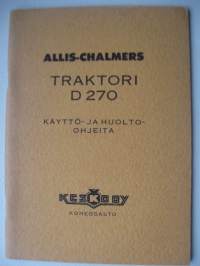 ALLIS-CHALMERS
TRAKTORI
D 270
KÄYTTÖ- JA HUOLTO-
OHJEITA
KESKO OY
KONEOSASTO